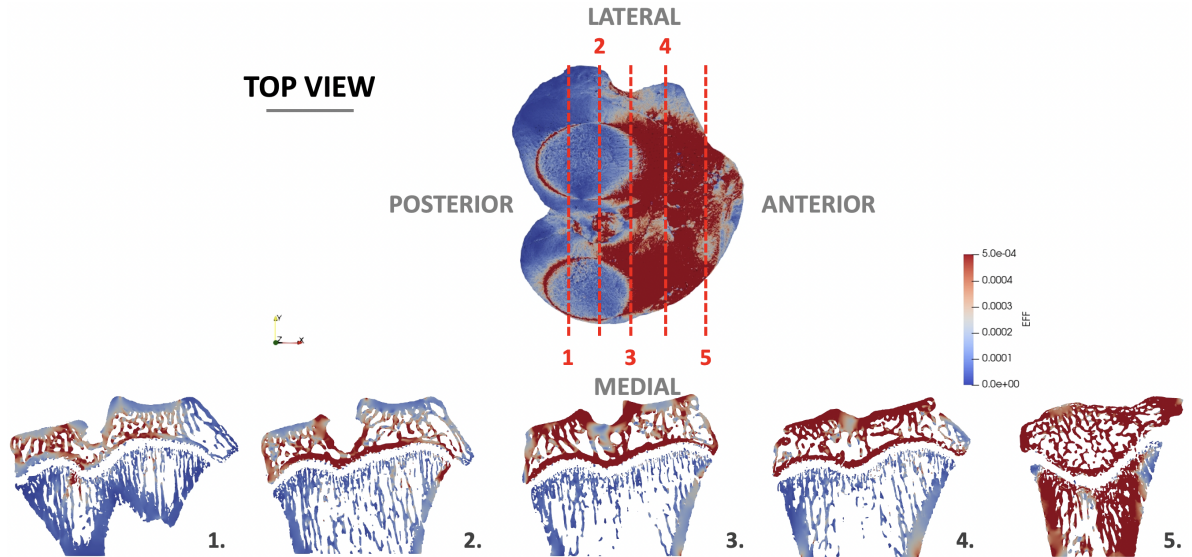 LATERAL
2 4
TOP VIEW
POSTERIOR
ANTERIOR
5.0e-04
0.0004
0.0003
0.0002
0.0001
0.0e+00
EFF
Y
Z X
1 3 5
MEDIAL
1. 2. 3. 4. 5.